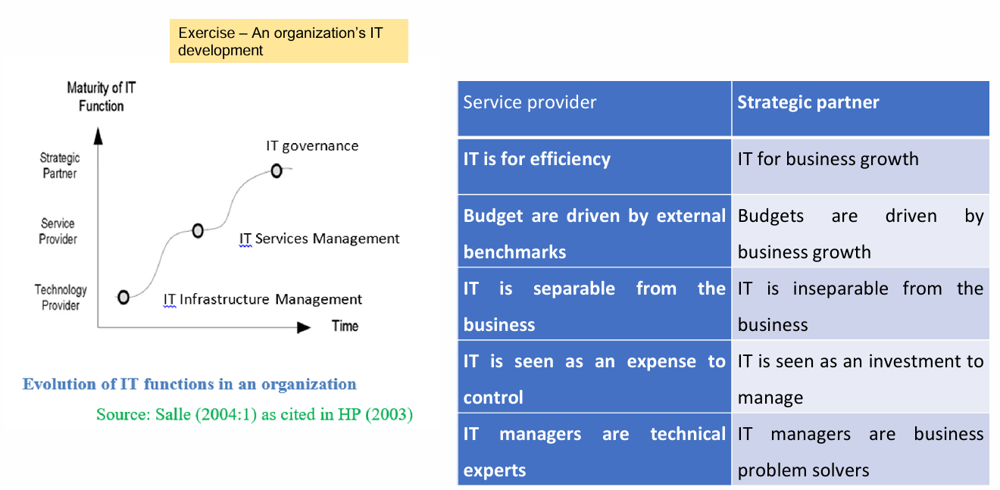 Exercise – An organization's IT
development
Maturity of IT
Function
Strategic
Partner
IT governance
Service
Provider
IT Services Management
Technology
Provider
IT Infrastructure Management
Time
Evolution of IT functions in an organization
Source: Salle (2004:1) as cited in HP (2003)
Service provider
Strategic partner
IT is for efficiency
IT for business growth
Budget are driven by external
benchmarks
Budgets are driven by
business growth
IT is separable from the
business
IT is inseparable from the
business
IT is seen as an expense to
control
IT is seen as an investment to
manage
IT managers are technical
experts
IT managers are business
problem solvers